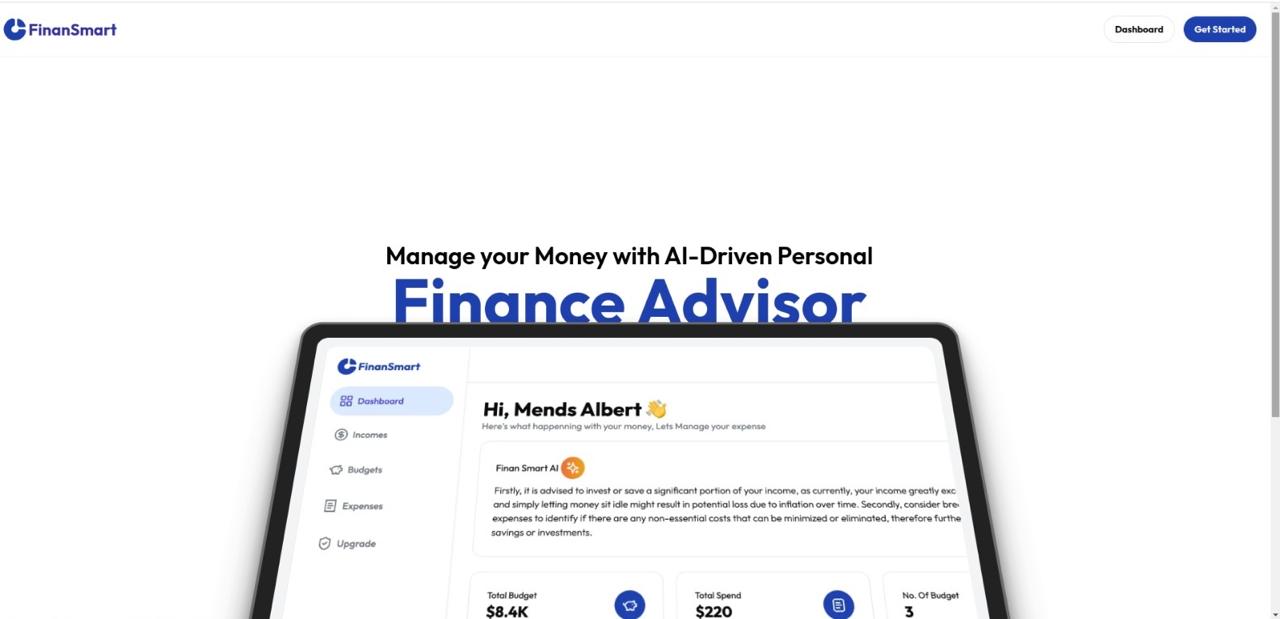 FinanSmart
Dashboard
Get Started
Manage your Money with AI-Driven Personal
Finance Advisor
FinanSmart
Dashboard
Incomes
Budgets
Expenses
Upgrade
Hi, Mends Albert 👋
Here's what happenning with your money, Lets Manage your expense
Finan Smart AI
Firstly, it is advised to invest or save a significant portion of your income, as currently, your income greatly exc
and simply letting money sit idle might result in potential loss due to inflation over time. Secondly, consider bre
expenses to identify if there are any non-essential costs that can be minimized or eliminated, therefore furthe
savings or investments.
Total Budget
$8.4K
Total Spend
$220
No. Of Budget
3